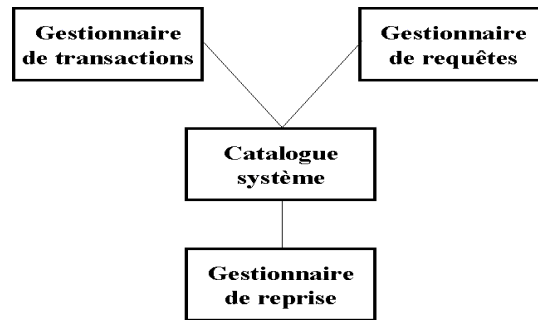 Gestionnaire
de transactions
Gestionnaire
de requêtes
Catalogue
système
Gestionnaire
de reprise